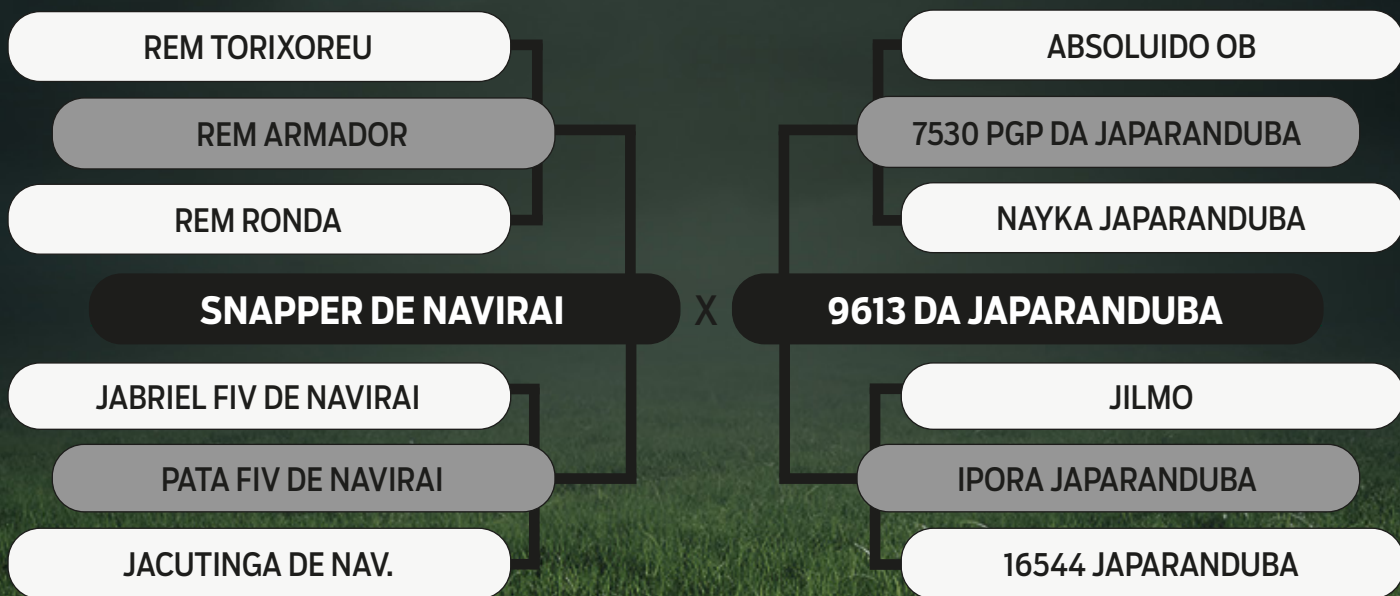 REM TORIXOREU
REM ARMADOR
REM RONDA
SNAPPER DE NAVIRAI
JABRIEL FIV DE NAVIRAI
PATA FIV DE NAVIRAI
JACUTINGA DE NAV.
X
ABSOLUIDO OB
7530 PGP DA JAPARANDUBA
NAYKA JAPARANDUBA
9613 DA JAPARANDUBA
JILMO
IPORA JAPARANDUBA
16544 JAPARANDUBA